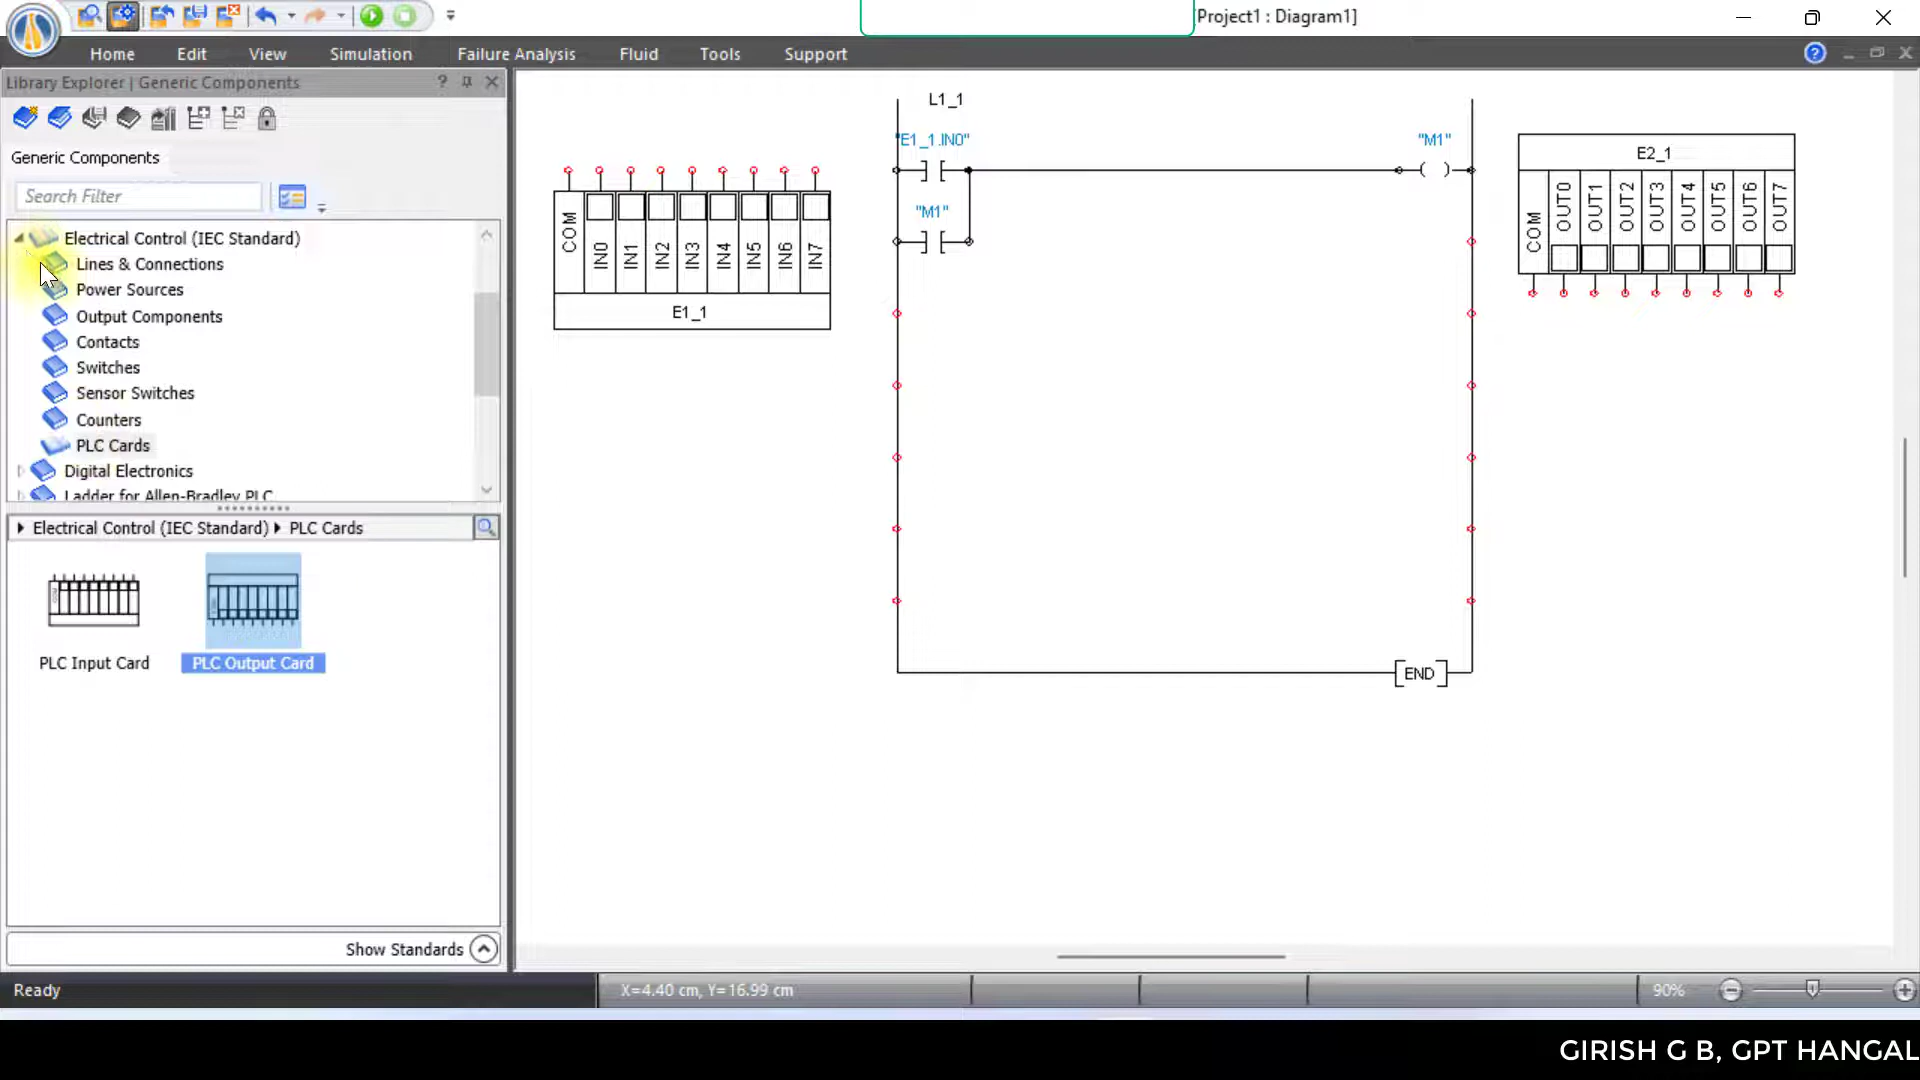 Project1 : Diagram1]
Home Edit View Simulation Failure Analysis Fluid Tools Support
Library Explorer | Generic Components
Generic Components
Search Filter
Electrical Control (IEC Standard)
Lines & Connections
Power Sources
Output Components
Contacts
Switches
Sensor Switches
Counters
PLC Cards
Digital Electronics
Ladder for Allen-Bradley PLC
Electrical Control (IEC Standard) PLC Cards
PLC Input Card PLC Output Card
Show Standards
COM IN0 IN1 IN2 IN3 IN4 IN5 IN6 IN7
E1_1
L1_1
"E1_1.IN0" "M1"
"M1"
END
E2_1
COM OUT0 OUT1 OUT2 OUT3 OUT4 OUT5 OUT6 OUT7
Ready X=4.40 cm, Y=16.99 cm 90%
GIRISH G B, GPT HANGAL